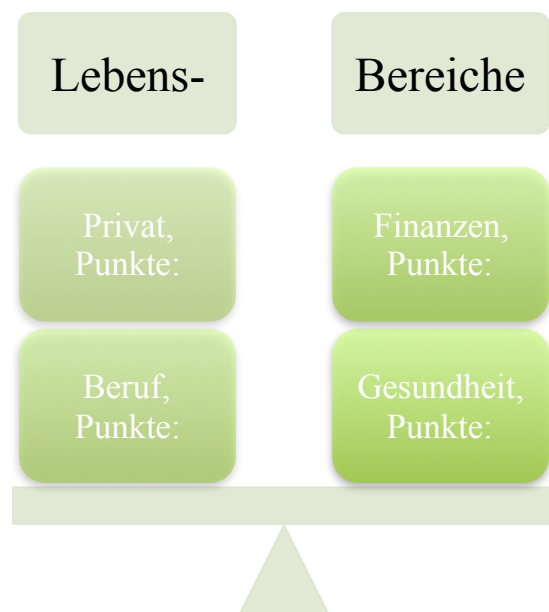 Lebens-
Bereiche
Privat,
Punkte:
Finanzen,
Punkte:
Beruf,
Punkte:
Gesundheit,
Punkte: